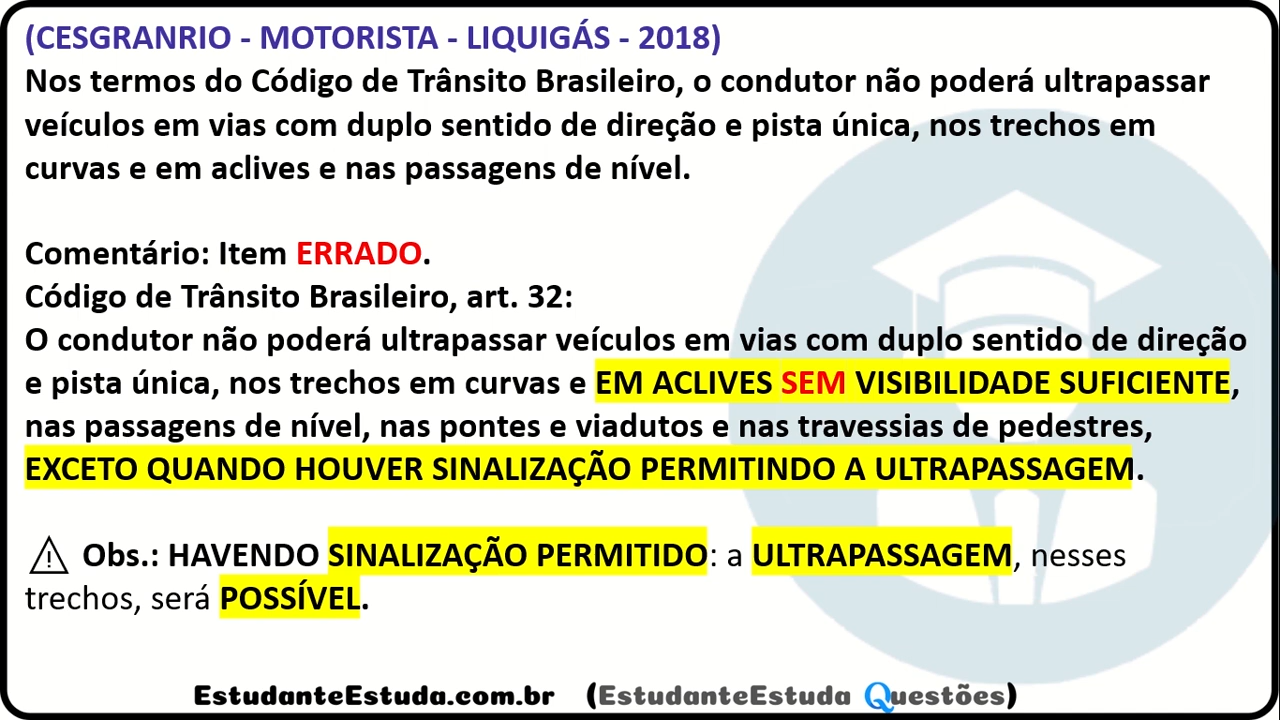 (CESGRANRIO - MOTORISTA - LIQUIGÁS - 2018)
Nos termos do Código de Trânsito Brasileiro, o condutor não poderá ultrapassar
veículos em vias com duplo sentido de direção e pista única, nos trechos em
curvas e em aclives e nas passagens de nível.
Comentário: Item ERRADO.
Código de Trânsito Brasileiro, art. 32:
O condutor não poderá ultrapassar veículos em vias com duplo sentido de direção
e pista única, nos trechos em curvas e EM ACLIVES SEM VISIBILIDADE SUFICIENTE,
nas passagens de nível, nas pontes e viadutos e nas travessias de pedestres,
EXCETO QUANDO HOUVER SINALIZAÇÃO PERMITINDO A ULTRAPASSAGEM.
⚠ Obs.: HAVENDO SINALIZAÇÃO PERMITIDO: a ULTRAPASSAGEM, nesses
trechos, será POSSÍVEL.
EstudanteEstuda.com.br (EstudanteEstuda Questões)